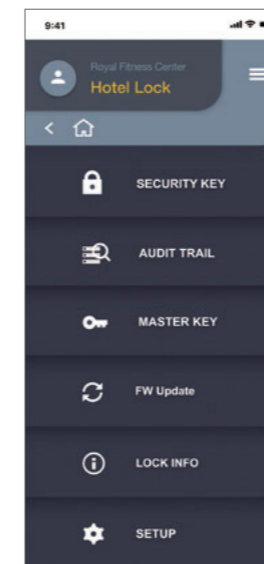 9:41
Royal Fitness Center
Hotel Lock
SECURITY KEY
AUDIT TRAIL
MASTER KEY
FW Update
LOCK INFO
SETUP